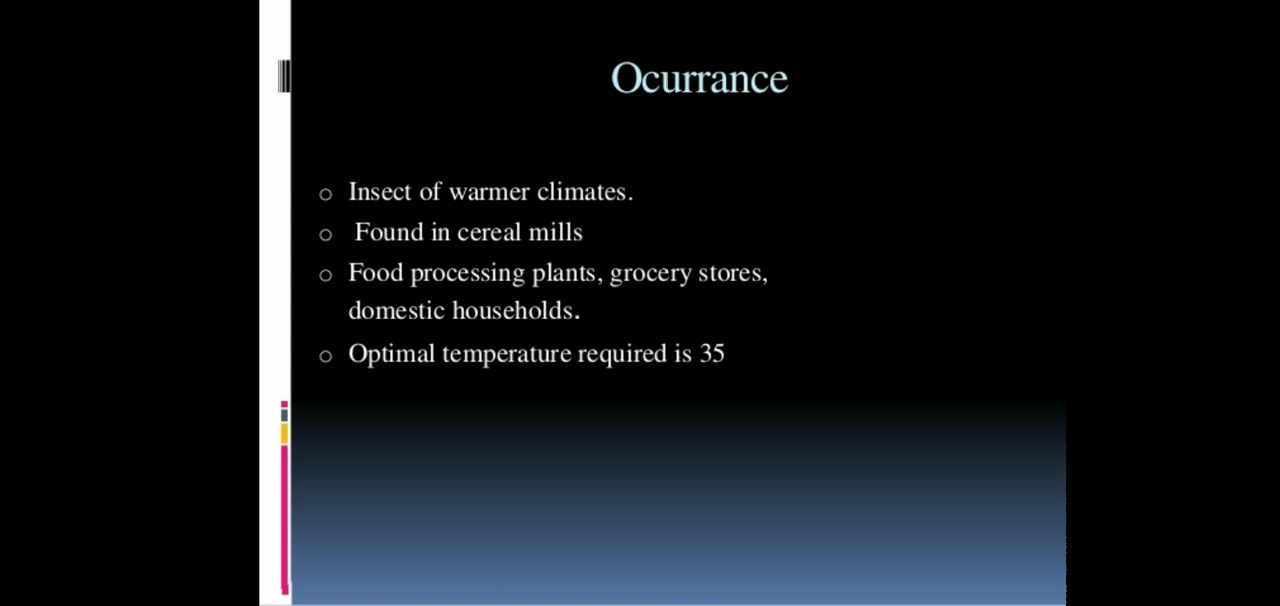 Ocurrance
o Insect of warmer climates.
o Found in cereal mills
o Food processing plants, grocery stores,
domestic households.
o Optimal temperature required is 35